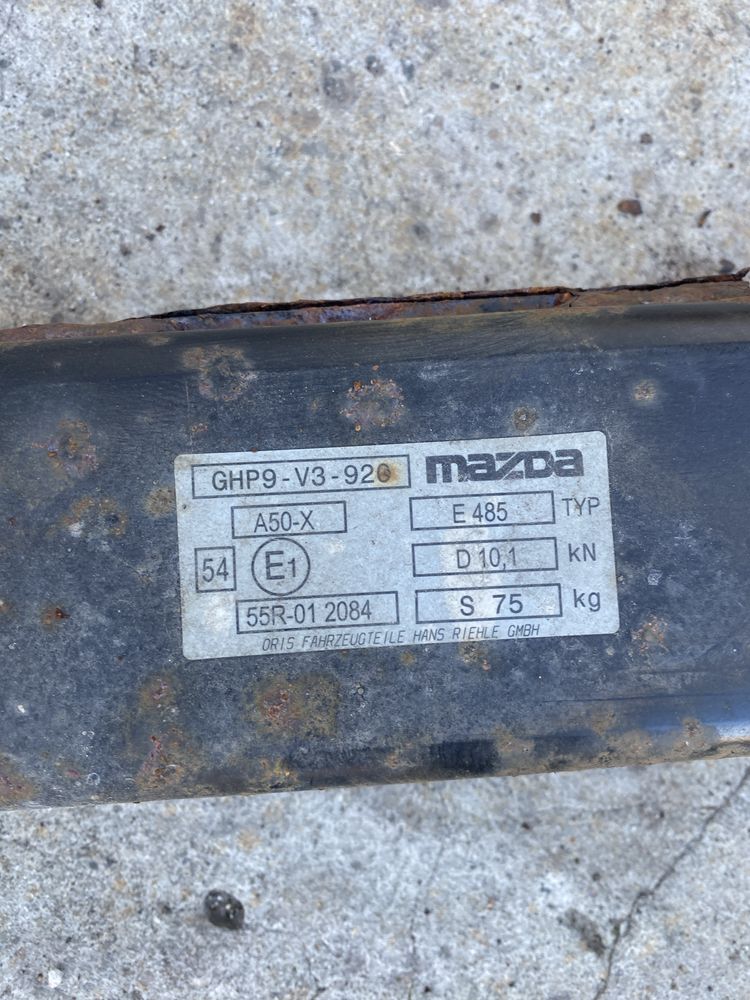 GHP9-V3-920 mazda
A50-X E 485 TYP
54 E1 D 10,1 kN
55R-01 2084 S 75 kg
ORIS FAHRZEUGTEILE HANS RIEHLE GMBH